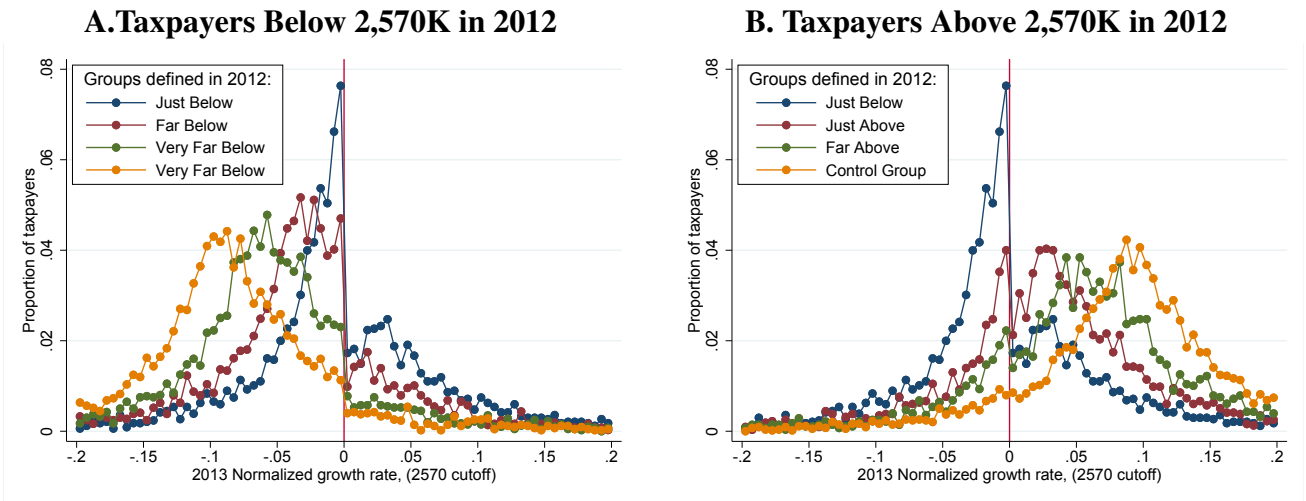 A.Taxpayers Below 2,570K in 2012
B. Taxpayers Above 2,570K in 2012
Proportion of taxpayers
.08
.06
.04
.02
0
Groups defined in 2012:
Just Below
Far Below
Very Far Below
Very Far Below
-.2 -.15 -.1 -.05 0 .05 .1 .15 .2
2013 Normalized growth rate, (2570 cutoff)
Proportion of taxpayers
.08
.06
.04
.02
0
Groups defined in 2012:
Just Below
Just Above
Far Above
Control Group
-.2 -.15 -.1 -.05 0 .05 .1 .15 .2
2013 Normalized growth rate, (2570 cutoff)